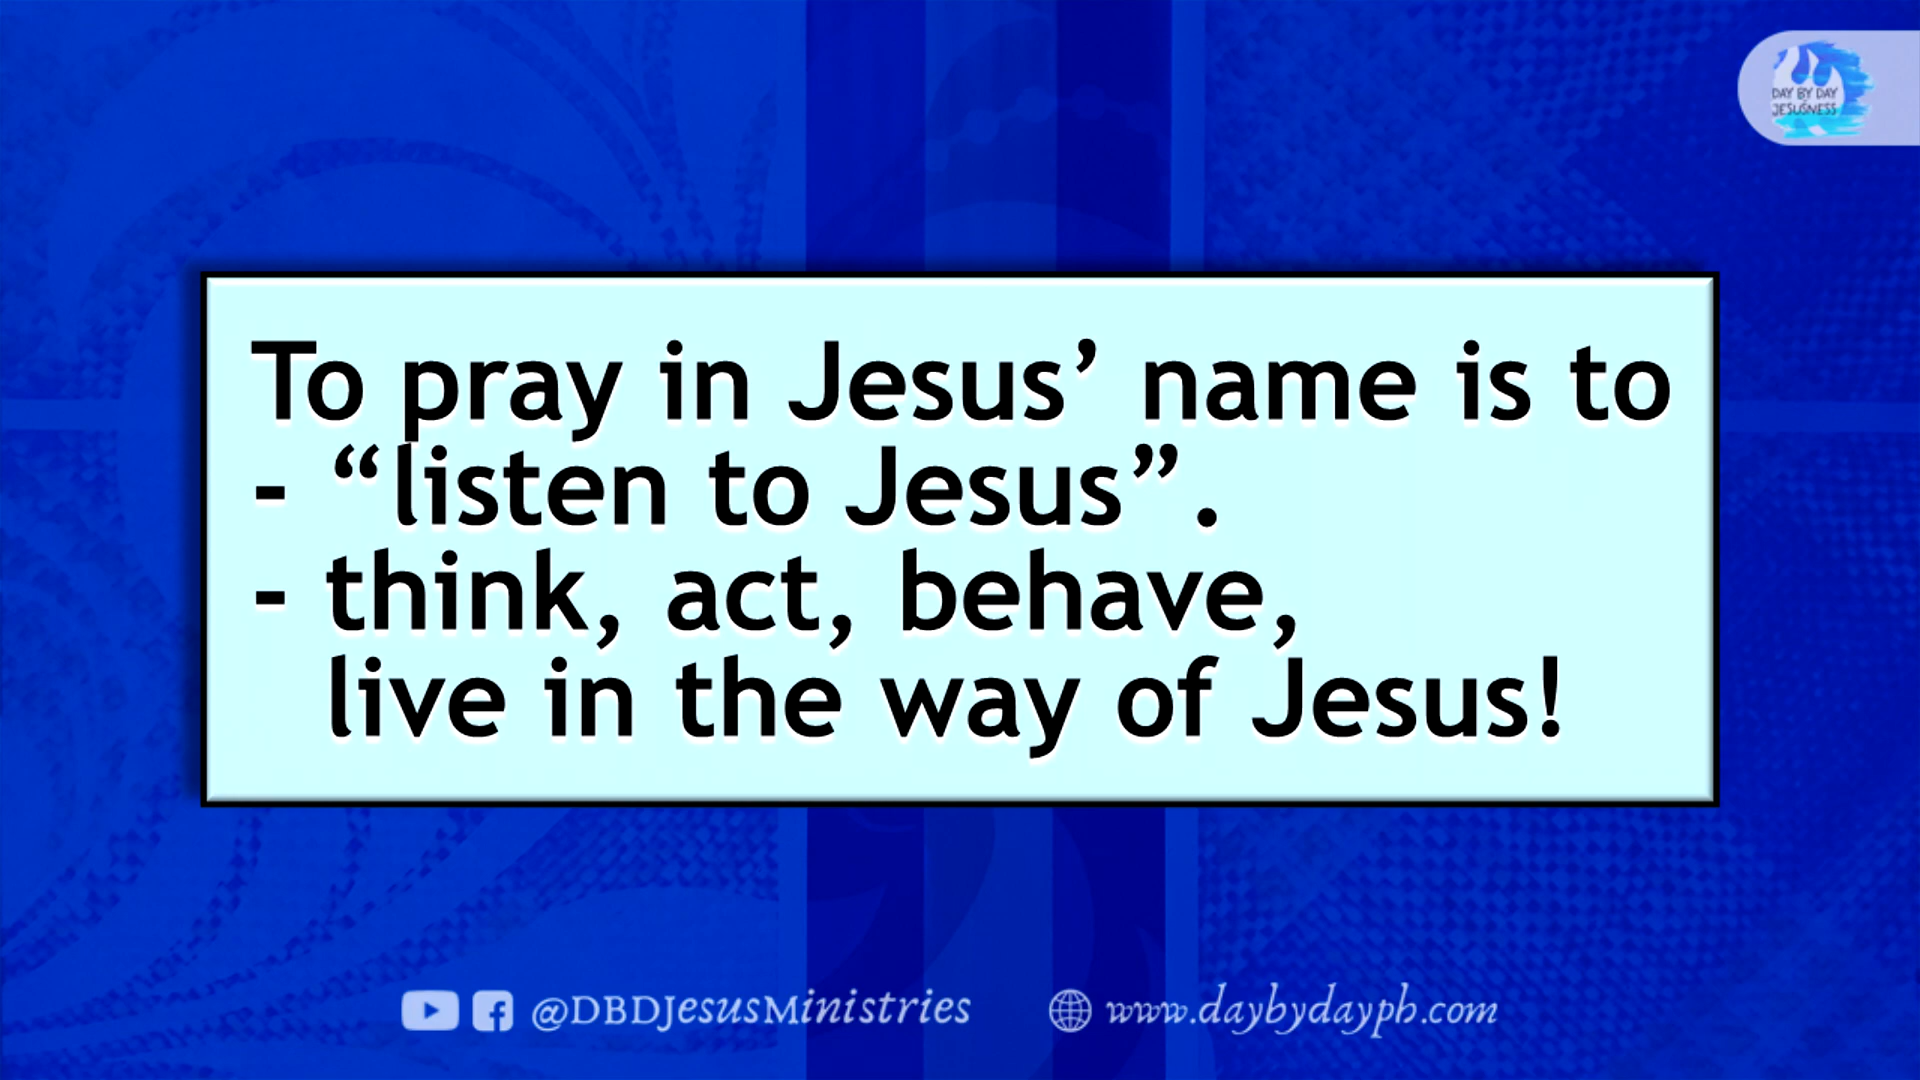 DAY BY DAY
JESUSNESS
To pray in Jesus’ name is to
- “listen to Jesus”.
- think, act, behave,
live in the way of Jesus!
@DBDJesusMinistries
www.daybydayph.com